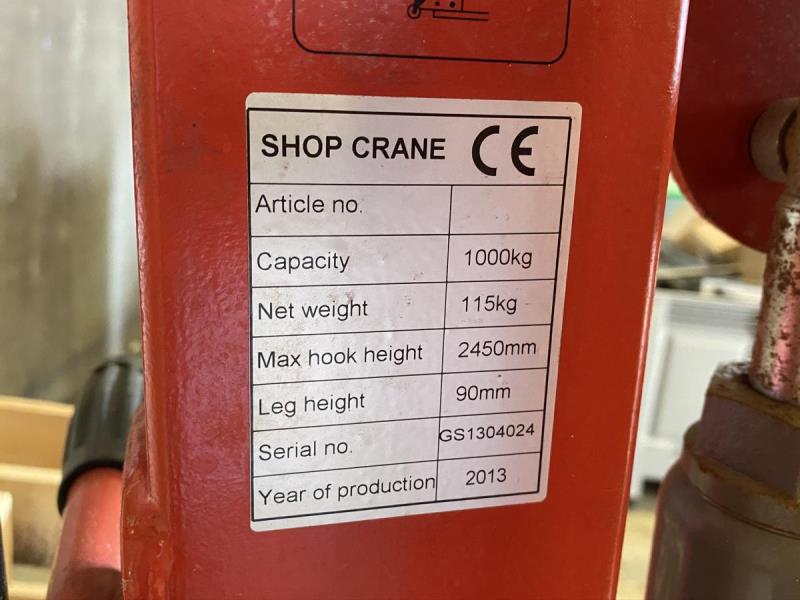 SHOP CRANE CE
Article no.
Capacity 1000kg
Net weight 115kg
Max hook height 2450mm
Leg height 90mm
Serial no. GS1304024
Year of production 2013